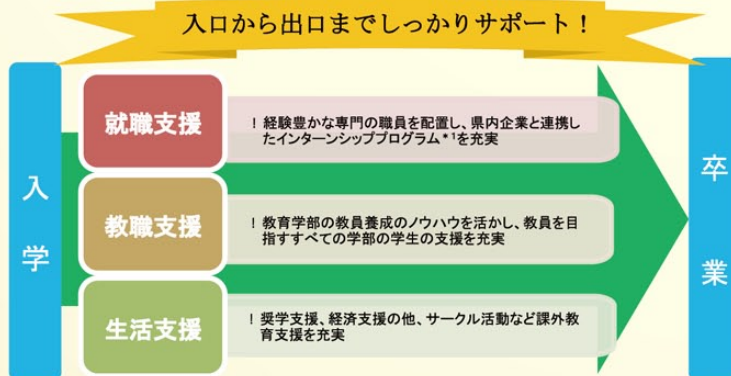 入口から出口までしっかりサポート！
入学
就職支援
！経験豊かな専門の職員を配置し、県内企業と連携し
たインターンシッププログラム*1を充実
教職支援
！教育学部の教員養成のノウハウを活かし、教員を目
指すすべての学部の学生の支援を充実
生活支援
！奨学支援、経済支援の他、サークル活動など課外教
育支援を充実
卒業